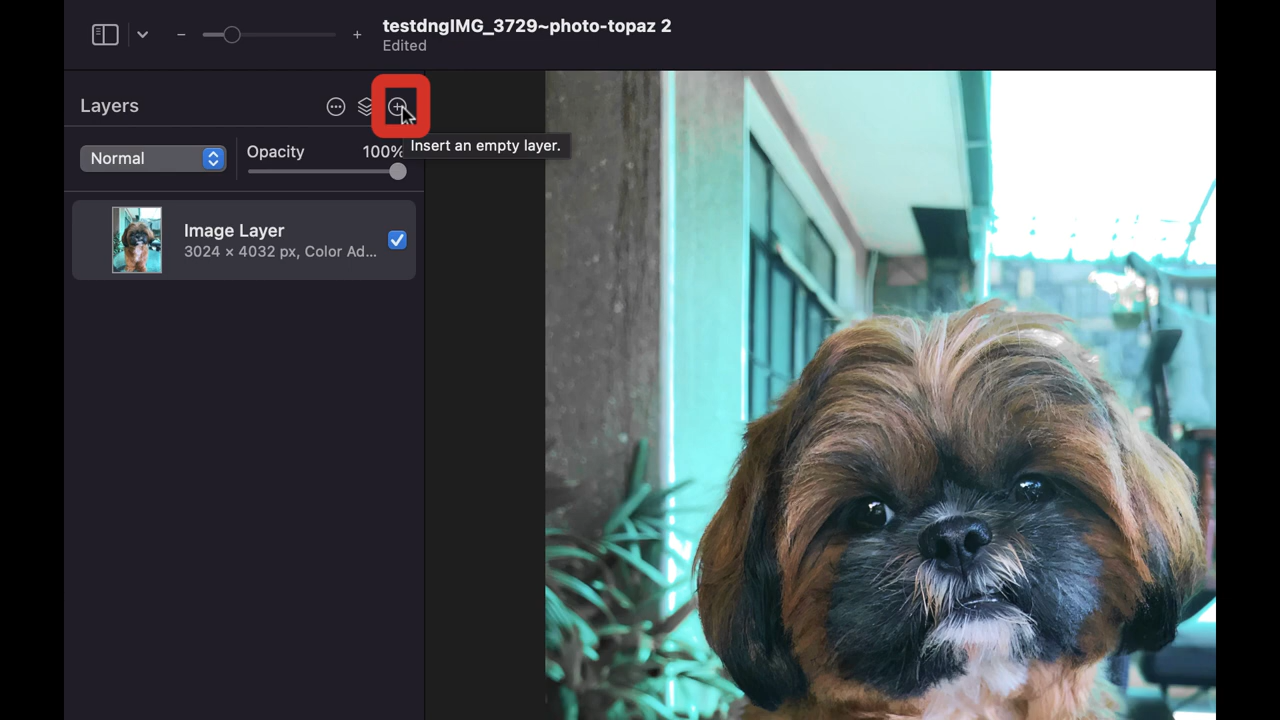 testdngIMG_3729~photo-topaz 2
Edited
Layers
Insert an empty layer.
Normal
Opacity
100%
Image Layer
3024 × 4032 px, Color Ad...